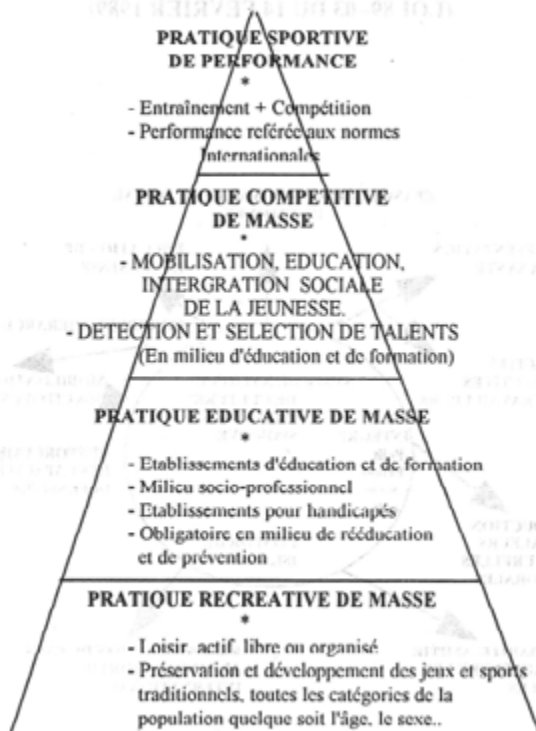 PRATIQUE SPORTIVE
DE PERFORMANCE
*
- Entraînement + Compétition
- Performance referée aux normes
Internationales
PRATIQUE COMPETITIVE
DE MASSE
*
- MOBILISATION, EDUCATION,
INTERGRATION SOCIALE
DE LA JEUNESSE.
- DETECTION ET SELECTION DE TALENTS
(En milieu d'éducation et de formation)
PRATIQUE EDUCATIVE DE MASSE
*
- Etablissements d'éducation et de formation
- Milieu socio-professionnel
- Etablissements pour handicapés
- Obligatoire en milieu de rééducation
et de prévention
PRATIQUE RECREATIVE DE MASSE
*
- Loisir, actif, libre ou organisé
- Préservation et développement des jeux et sports
traditionnels, toutes les catégories de la
population quelque soit l'âge, le sexe..